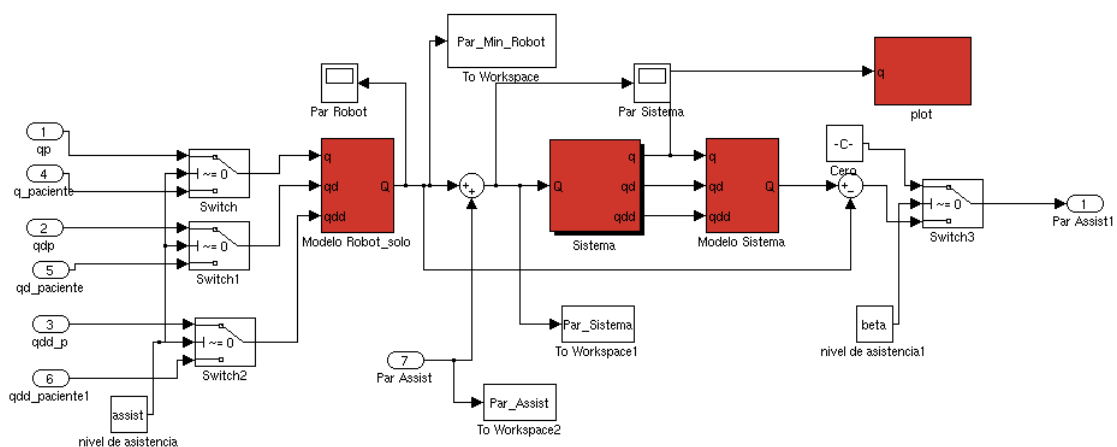 Par_Min_Robot
To Workspace
Par Robot
Par Sistema
q
plot
1
qp
4
q_paciente
~= 0
Switch
q
qd
qdd
Q
Modelo Robot_solo
+
+
Q
q
qd
qdd
Sistema
q
qd
qdd
Q
Modelo Sistema
-C-
Cero
+
−
~= 0
Switch3
1
Par Assist1
2
qdp
5
qd_paciente
~= 0
Switch1
3
qdd_p
6
qdd_paciente1
~= 0
Switch2
assist
nivel de asistencia
7
Par Assist
Par_Sistema
To Workspace1
Par_Assist
To Workspace2
beta
nivel de asistencia1